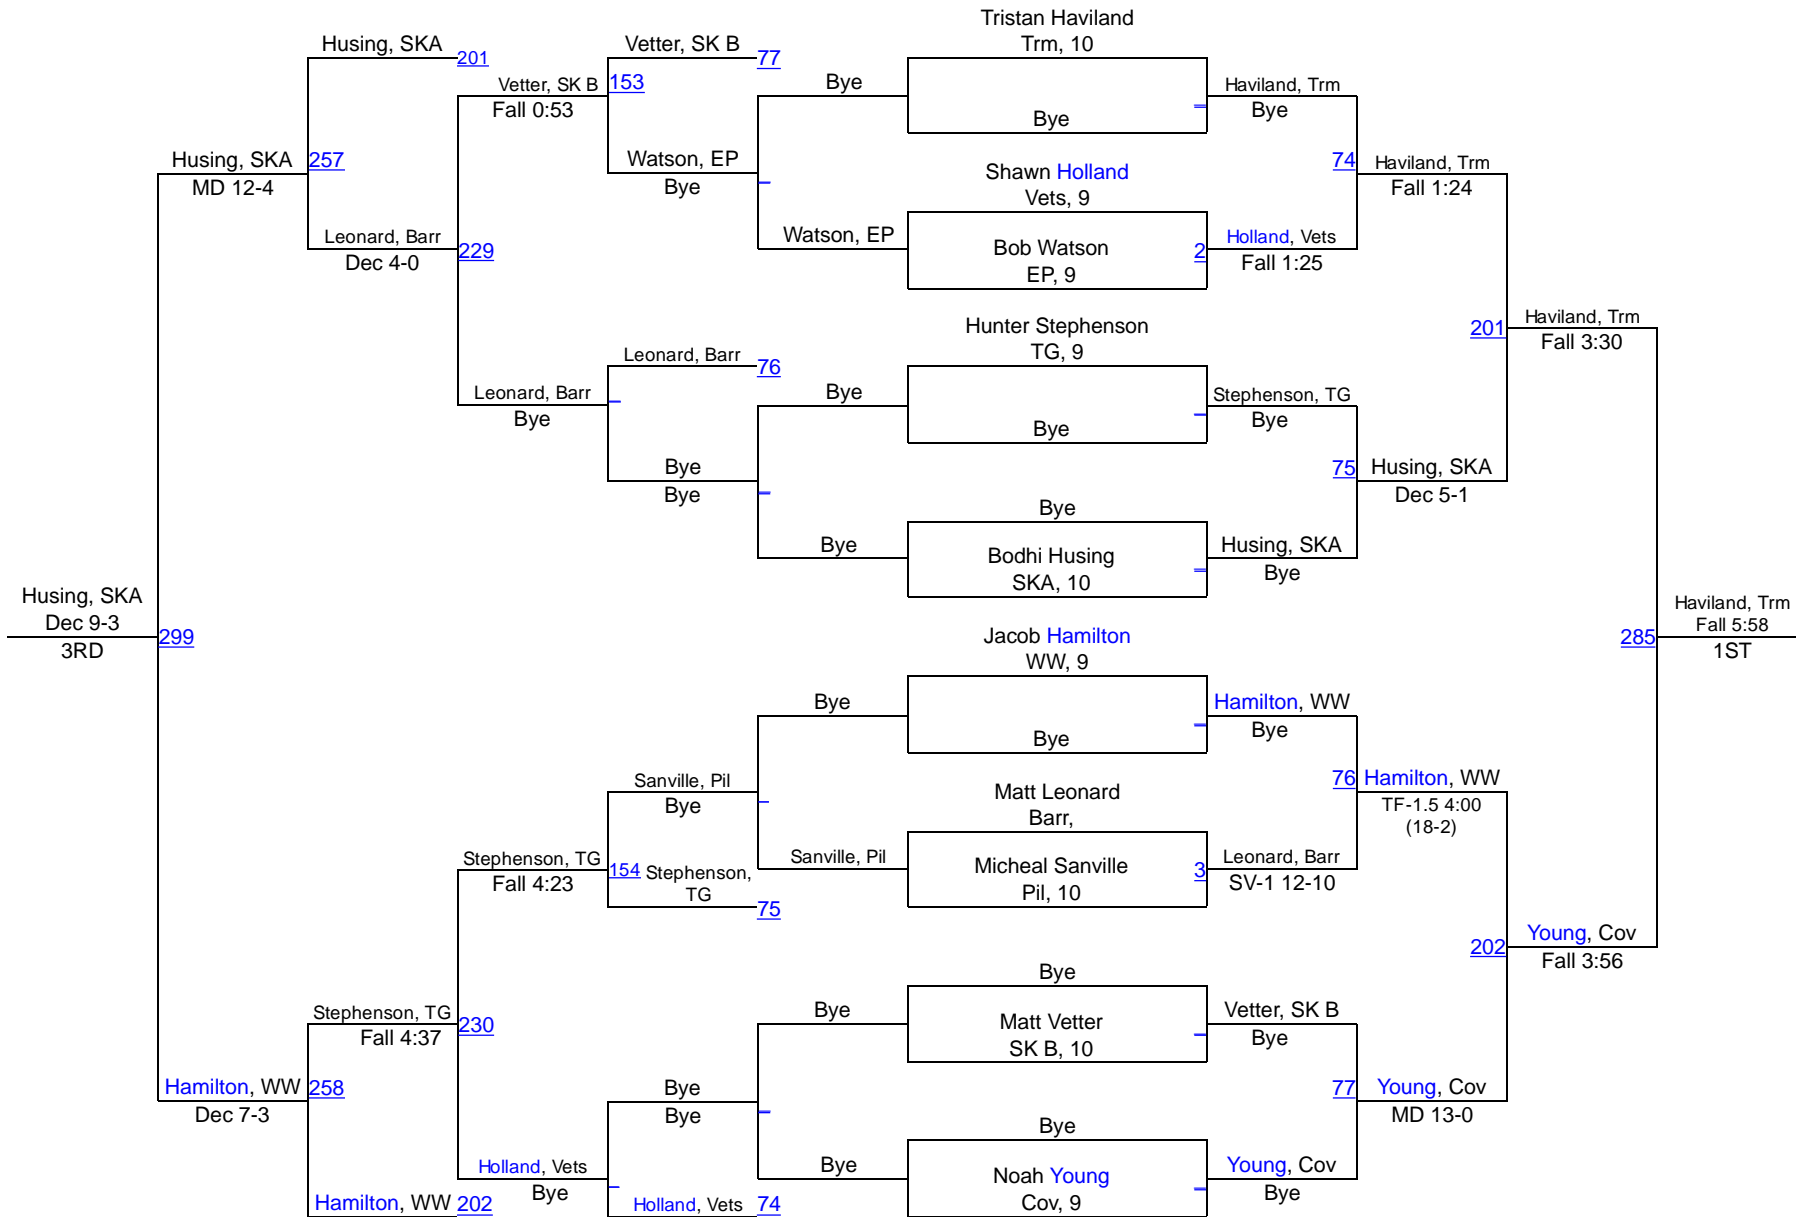 Tristan Haviland
Trm, 10
Husing, SKA
201
Vetter, SK B
77
Vetter, SK B
153
Fall 0:53
Bye
Bye
Haviland, Trm
Bye
Husing, SKA
257
MD 12-4
Watson, EP
Bye
Shawn Holland
Vets, 9
74
Haviland, Trm
Fall 1:24
Leonard, Barr
Dec 4-0
229
Watson, EP
Bob Watson
EP, 9
2
Holland, Vets
Fall 1:25
Hunter Stephenson
TG, 9
201
Haviland, Trm
Fall 3:30
Leonard, Barr
76
Leonard, Barr
Bye
Bye
Bye
Stephenson, TG
Bye
Bye
Bye
75
Husing, SKA
Dec 5-1
Bye
Bye
Bodhi Husing
SKA, 10
Husing, SKA
Bye
Husing, SKA
Dec 9-3
3RD
299
Jacob Hamilton
WW, 9
285
Haviland, Trm
Fall 5:58
1ST
Bye
Bye
Hamilton, WW
Bye
Sanville, Pil
Bye
Matt Leonard
Barr,
76
Hamilton, WW
TF-1.5 4:00
(18-2)
Stephenson, TG
Fall 4:23
154
Stephenson,
TG
75
Sanville, Pil
Micheal Sanville
Pil, 10
3
Leonard, Barr
SV-1 12-10
202
Young, Cov
Fall 3:56
Stephenson, TG
Fall 4:37
230
Bye
Bye
Matt Vetter
SK B, 10
Vetter, SK B
Bye
Hamilton, WW
258
Dec 7-3
Bye
Bye
77
Young, Cov
MD 13-0
Holland, Vets
Bye
Bye
Bye
Noah Young
Cov, 9
Young, Cov
Bye
Hamilton, WW
202
Holland, Vets
74